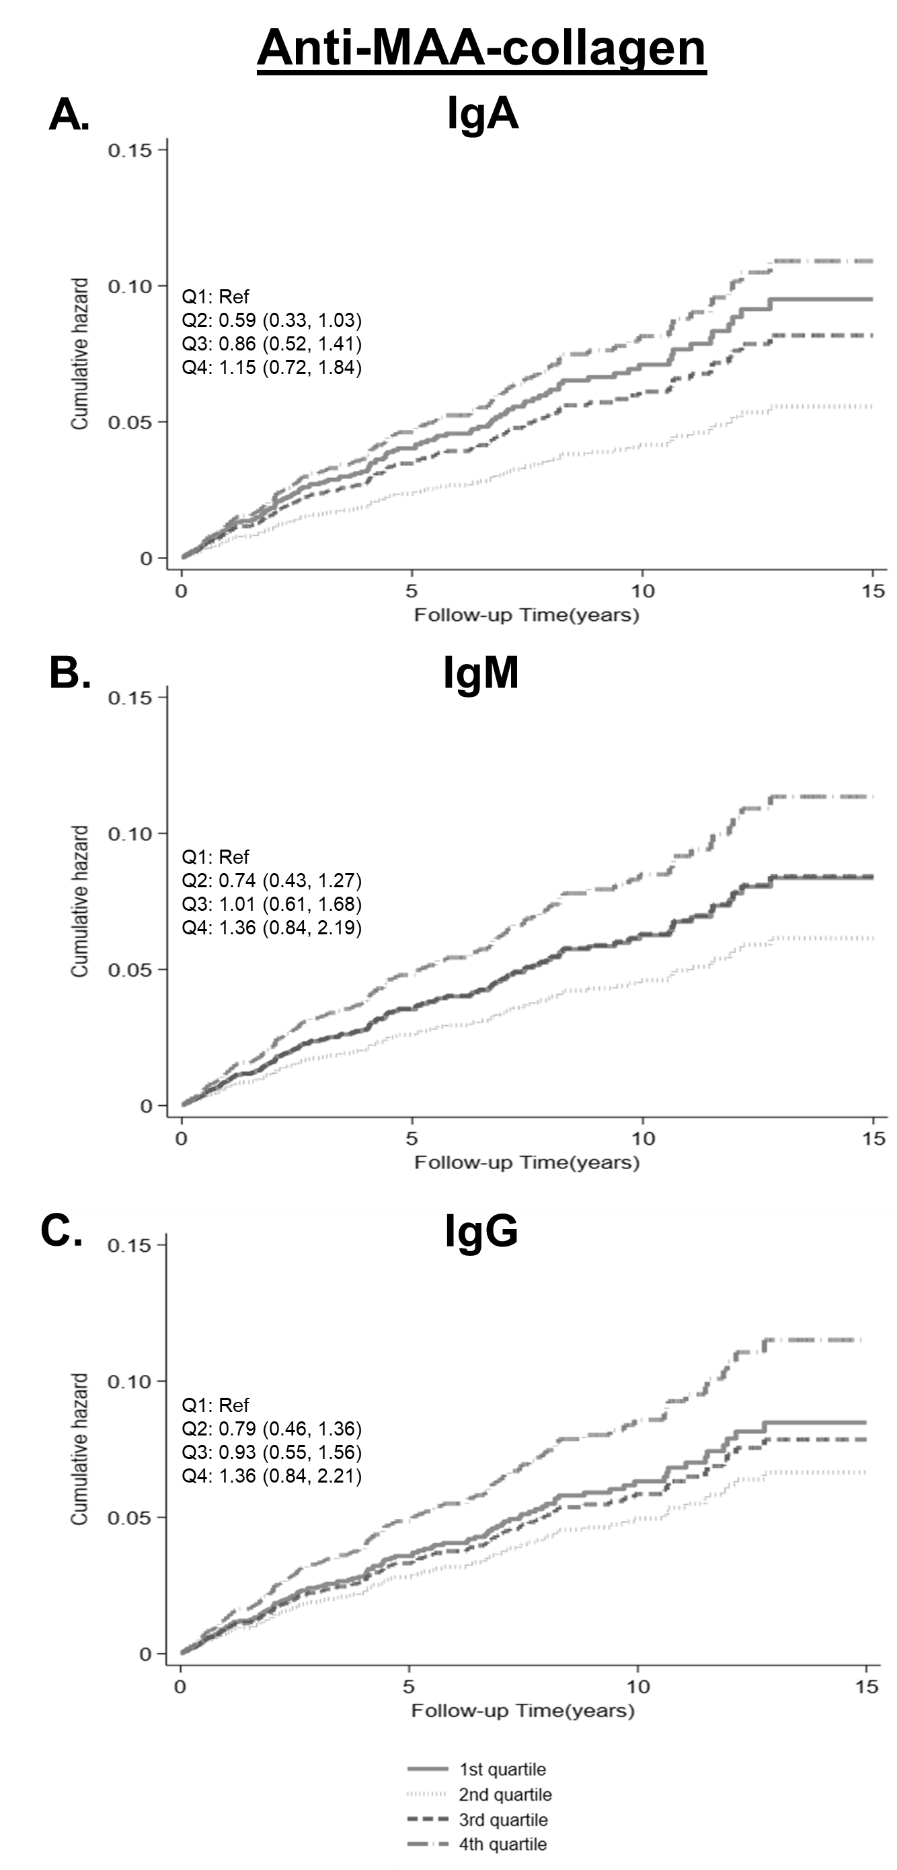 Anti-MAA-collagen
A.
IgA
0.15
0.10
0.05
0
Cumulative hazard
Q1: Ref
Q2: 0.59 (0.33, 1.03)
Q3: 0.86 (0.52, 1.41)
Q4: 1.15 (0.72, 1.84)
0 5 10 15
Follow-up Time(years)
B.
IgM
0.15
0.10
0.05
0
Cumulative hazard
Q1: Ref
Q2: 0.74 (0.43, 1.27)
Q3: 1.01 (0.61, 1.68)
Q4: 1.36 (0.84, 2.19)
0 5 10 15
Follow-up Time(years)
C.
IgG
0.15
0.10
0.05
0
Cumulative hazard
Q1: Ref
Q2: 0.79 (0.46, 1.36)
Q3: 0.93 (0.55, 1.56)
Q4: 1.36 (0.84, 2.21)
0 5 10 15
Follow-up Time(years)
1st quartile
2nd quartile
3rd quartile
4th quartile